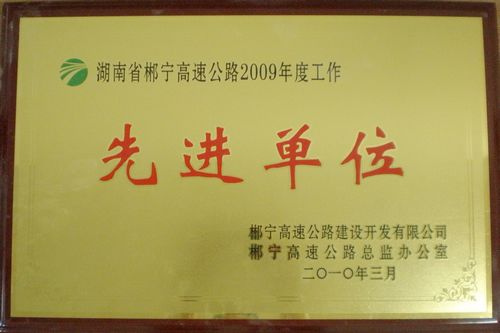 湖南省郴宁高速公路2009年度工作
先进单位
郴宁高速公路建设开发有限公司
郴宁高速公路总监办公室
二〇一〇年三月